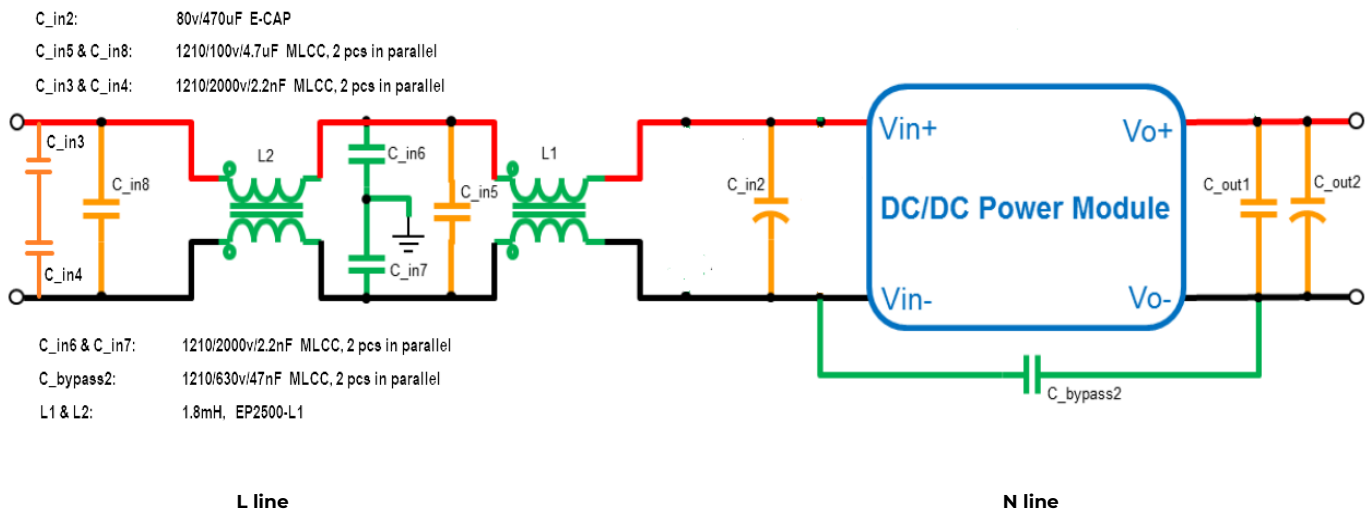 C_in2: 80v/470uF E-CAP
C_in5 & C_in8: 1210/100v/4.7uF MLCC, 2 pcs in parallel
C_in3 & C_in4: 1210/2000v/2.2nF MLCC, 2 pcs in parallel
C_in3
C_in8
C_in4
L2
C_in6
C_in7
C_in5
L1
C_in2
Vin+
Vo+
DC/DC Power Module
Vin-
Vo-
C_out1
C_out2
C_bypass2
C_in6 & C_in7: 1210/2000v/2.2nF MLCC, 2 pcs in parallel
C_bypass2: 1210/630v/47nF MLCC, 2 pcs in parallel
L1 & L2: 1.8mH, EP2500-L1
L line
N line